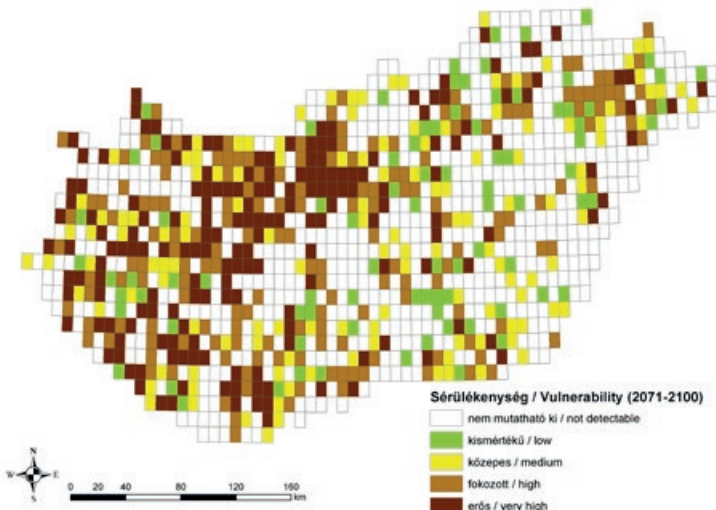 Sérülékenység / Vulnerability (2071-2100)
nem mutatható ki / not detectable
kismértékű / low
közepes / medium
fokozott / high
erős / very high
N
W E
S
0 20 40 80 120 160
km